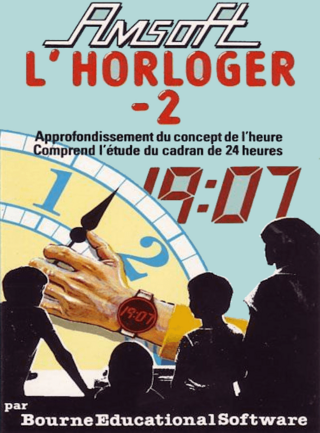 Amsoft
L'HORLOGER
-2
Approfondissement du concept de l'heure
Comprend l'étude du cadran de 24 heures
19:07
1
2
19:07
par
Bourne Educational Software